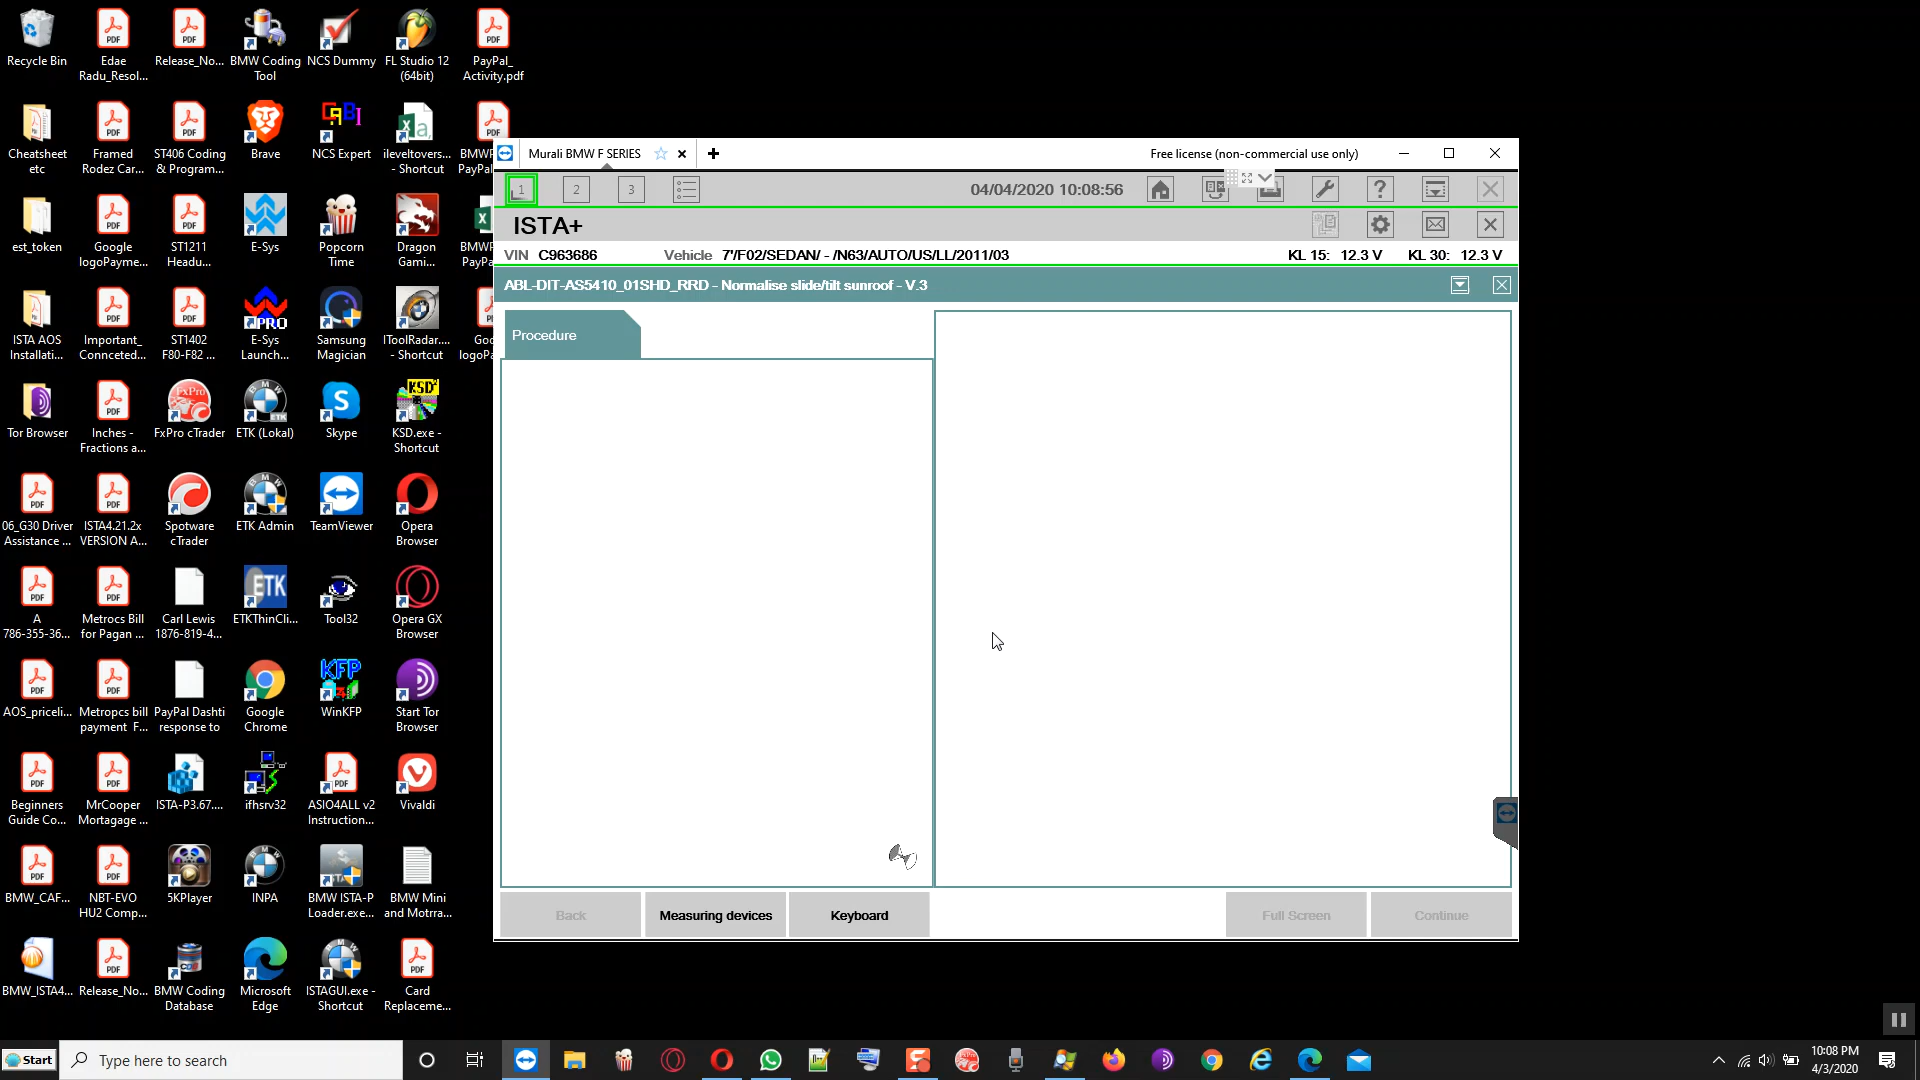 Recycle Bin
Edae
Radu_Resol...
Release_No...
BMW Coding
Tool
NCS Dummy
FL Studio 12
(64bit)
PayPal_
Activity.pdf
Cheatsheet
etc
Framed
Rodez Car...
ST406 Coding
& Program...
Brave
NCS Expert
ileveltovers...
- Shortcut
BMWP
PayPal
est_token
Google
logoPayme...
ST1211
Headu...
E-Sys
Popcorn
Time
Dragon
Gami...
BMWP
PayPa
ISTA AOS
Installati...
Important_
Connceted...
ST1402
F80-F82 ...
E-Sys
Launch...
Samsung
Magician
IToolRadar....
- Shortcut
Goo
logoPa
Tor Browser
Inches -
Fractions a...
FxPro cTrader
ETK (Lokal)
Skype
KSD.exe -
Shortcut
06_G30 Driver
Assistance ...
ISTA4.21.2x
VERSION A...
Spotware
cTrader
ETK Admin
TeamViewer
Opera
Browser
A
786-355-36...
Metrocs Bill
for Pagan ...
Carl Lewis
1876-819-4...
ETKThinCli...
Tool32
Opera GX
Browser
AOS_priceli...
Metropcs bill
payment F...
PayPal Dashti
response to
Google
Chrome
WinKFP
Start Tor
Browser
Beginners
Guide Co...
MrCooper
Mortagage ...
ISTA-P3.67....
ifhsrv32
ASIO4ALL v2
Instruction...
Vivaldi
BMW_CAF...
NBT-EVO
HU2 Comp...
5KPlayer
INPA
BMW ISTA-P
Loader.exe...
BMW Mini
and Motrra...
BMW_ISTA4...
Release_No...
BMW Coding
Database
Microsoft
Edge
ISTAGUI.exe -
Shortcut
Card
Replaceme...
Murali BMW F SERIES
Free license (non-commercial use only)
1
2
3
04/04/2020 10:08:56
ISTA+
VIN C963686
Vehicle 7'/F02/SEDAN/ - /N63/AUTO/US/LL/2011/03
KL 15: 12.3 V
KL 30: 12.3 V
ABL-DIT-AS5410_01SHD_RRD - Normalise slide/tilt sunroof - V.3
Procedure
Back
Measuring devices
Keyboard
Full Screen
Continue
Start
Type here to search
10:08 PM
4/3/2020